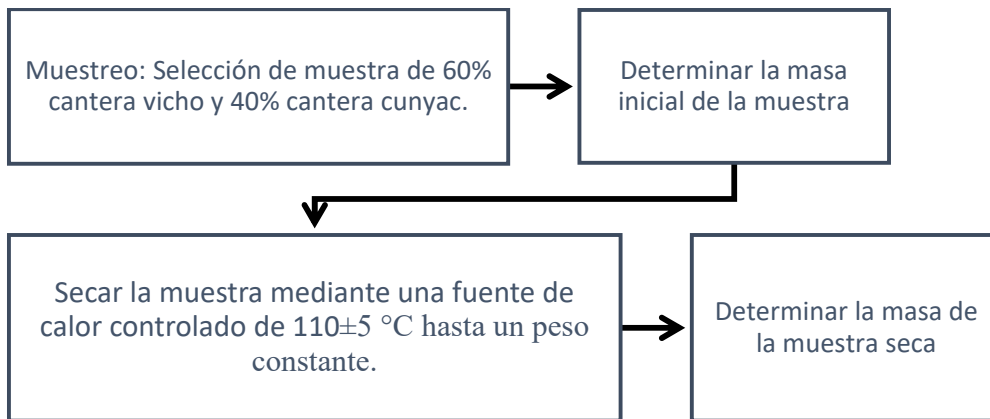 Muestreo: Selección de muestra de 60%
cantera vicho y 40% cantera cunyac.
Determinar la masa
inicial de la muestra
Secar la muestra mediante una fuente de
calor controlado de 110±5 °C hasta un peso
constante.
Determinar la masa de
la muestra seca